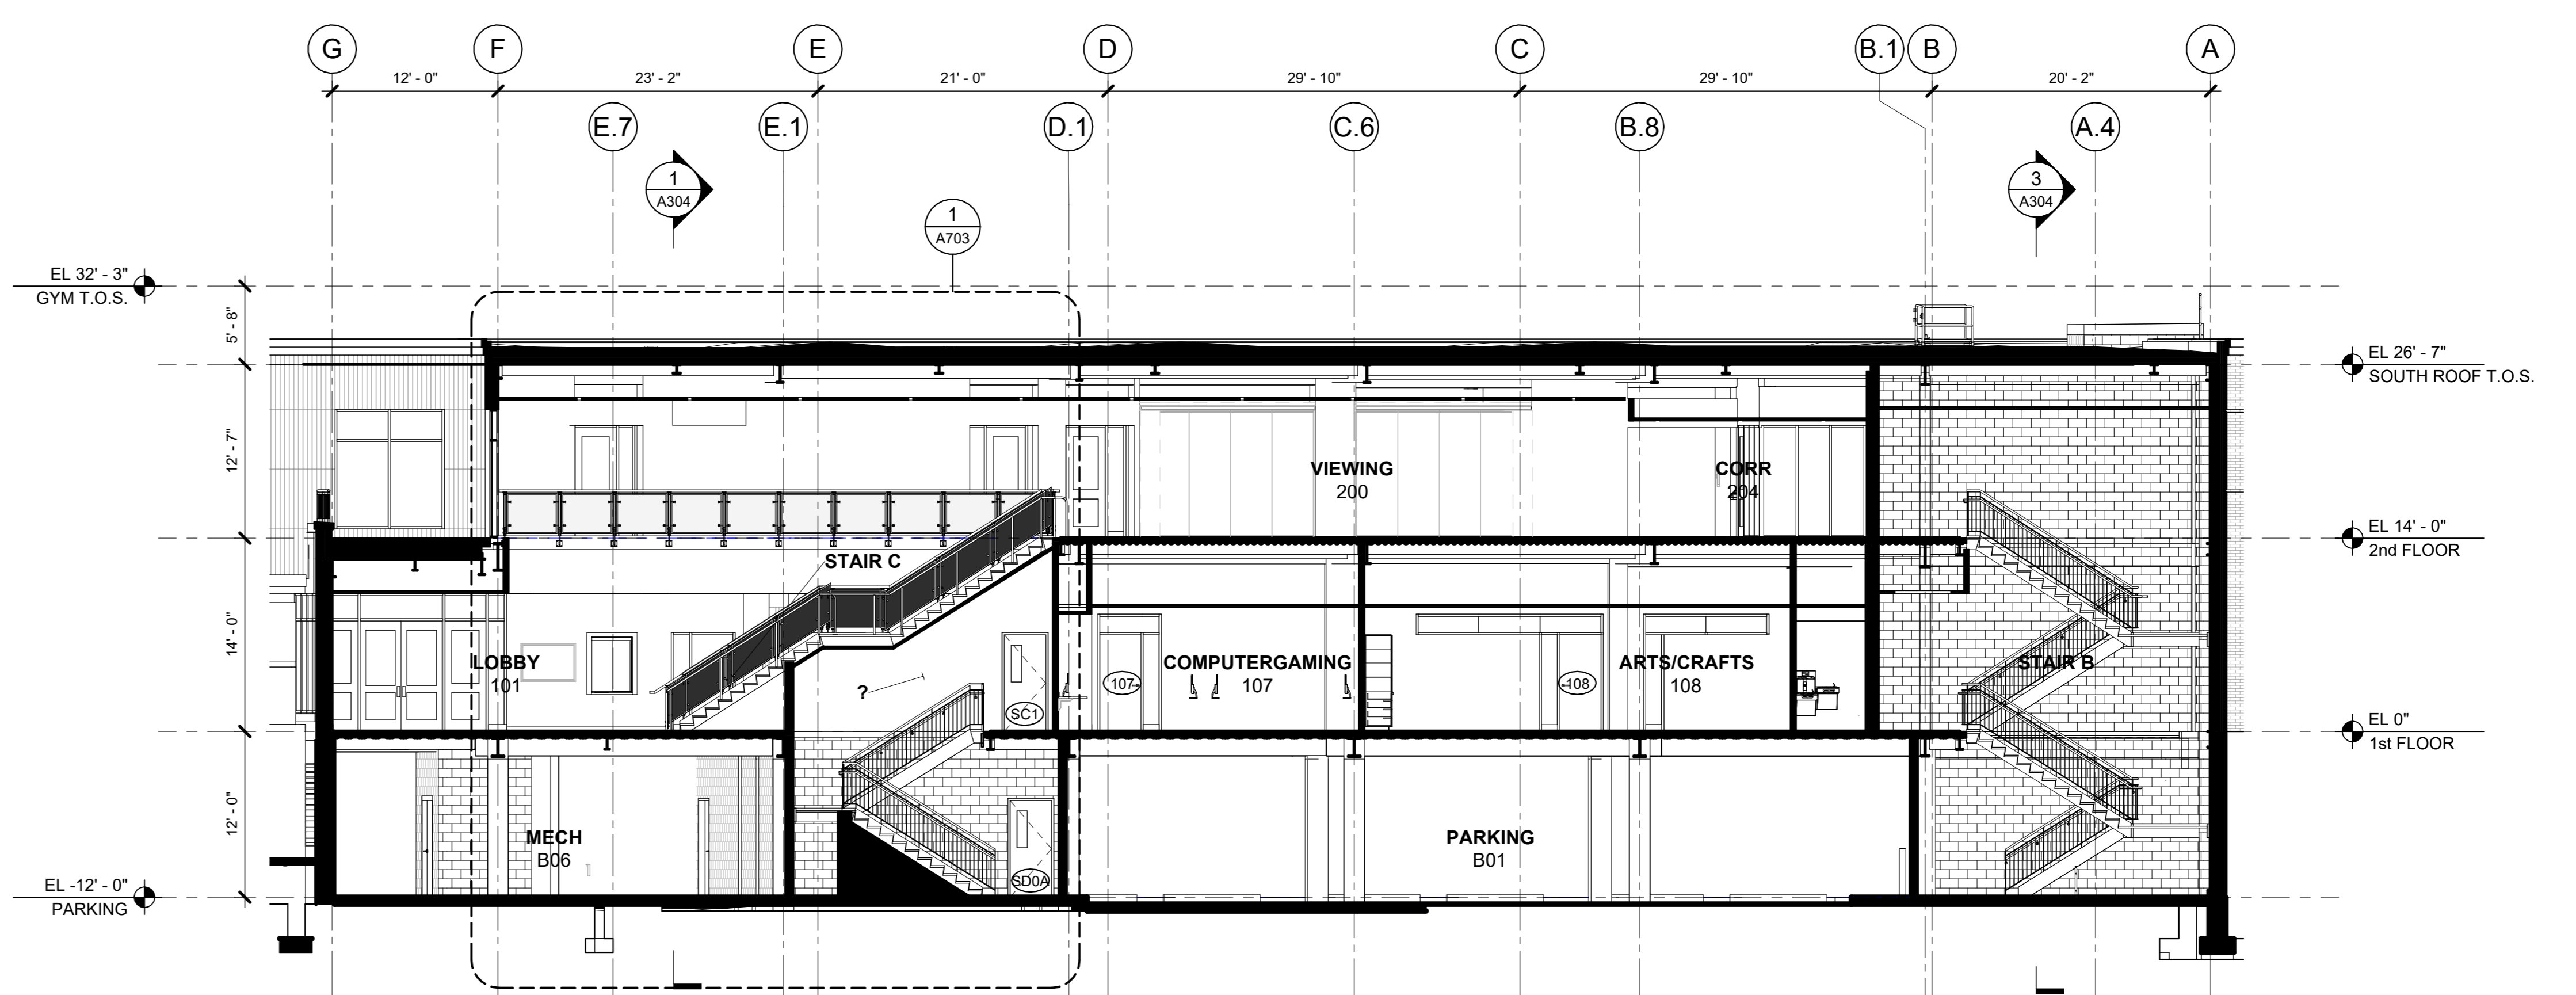 G
F
E
D
C
B.1
B
A
12' - 0"
23' - 2"
21' - 0"
29' - 10"
29' - 10"
20' - 2"
E.7
E.1
D.1
C.6
B.8
A.4
1
A304
3
A304
1
A703
EL 32' - 3"
GYM T.O.S.
5' - 8"
EL 26' - 7"
SOUTH ROOF T.O.S.
12' - 7"
VIEWING
200
CORR
204
EL 14' - 0"
2nd FLOOR
STAIR C
14' - 0"
LOBBY
101
?
SC1
107
COMPUTERGAMING
107
108
ARTS/CRAFTS
108
STAIR B
EL 0"
1st FLOOR
12' - 0"
MECH
B06
SD0A
PARKING
B01
EL -12' - 0"
PARKING